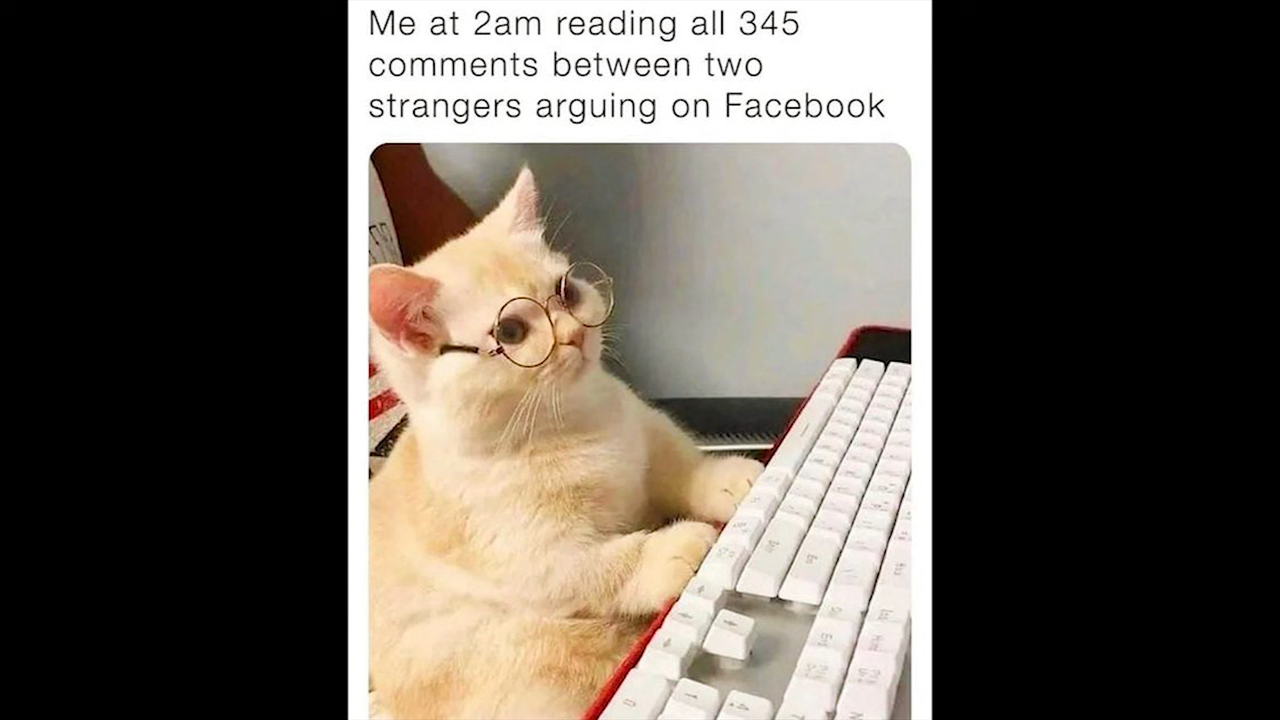 Me at 2am reading all 345
comments between two
strangers arguing on Facebook